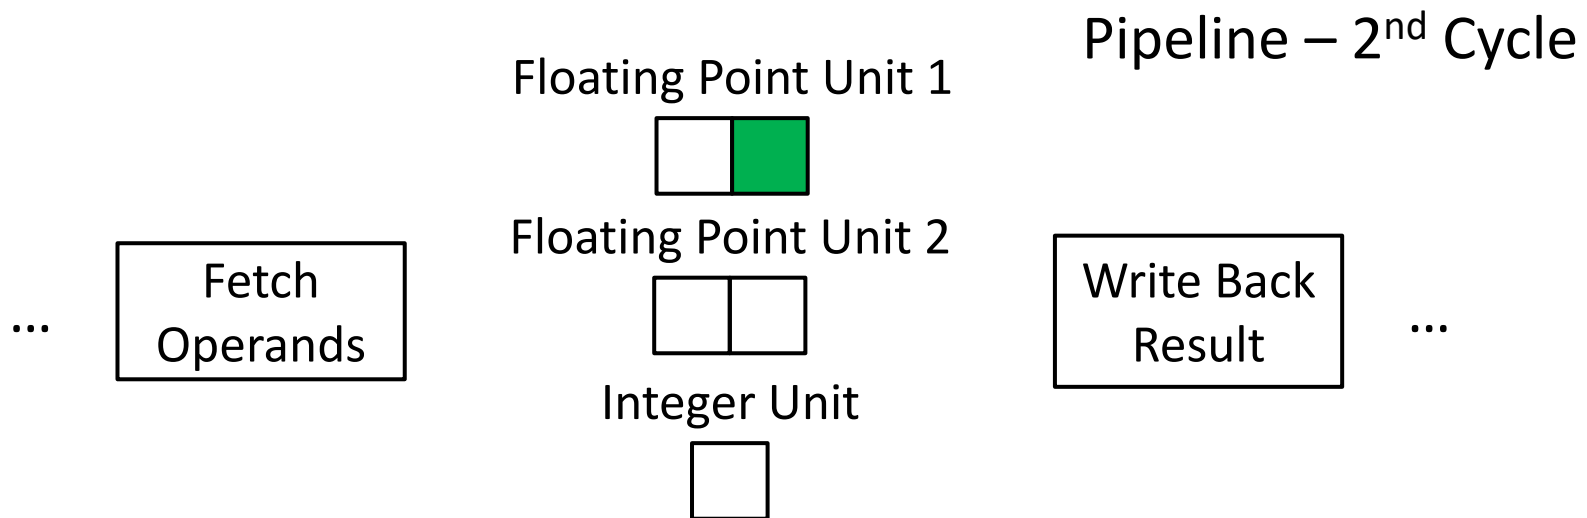 Pipeline – 2nd Cycle
Floating Point Unit 1
Floating Point Unit 2
...
Fetch
Operands
Write Back
Result
...
Integer Unit